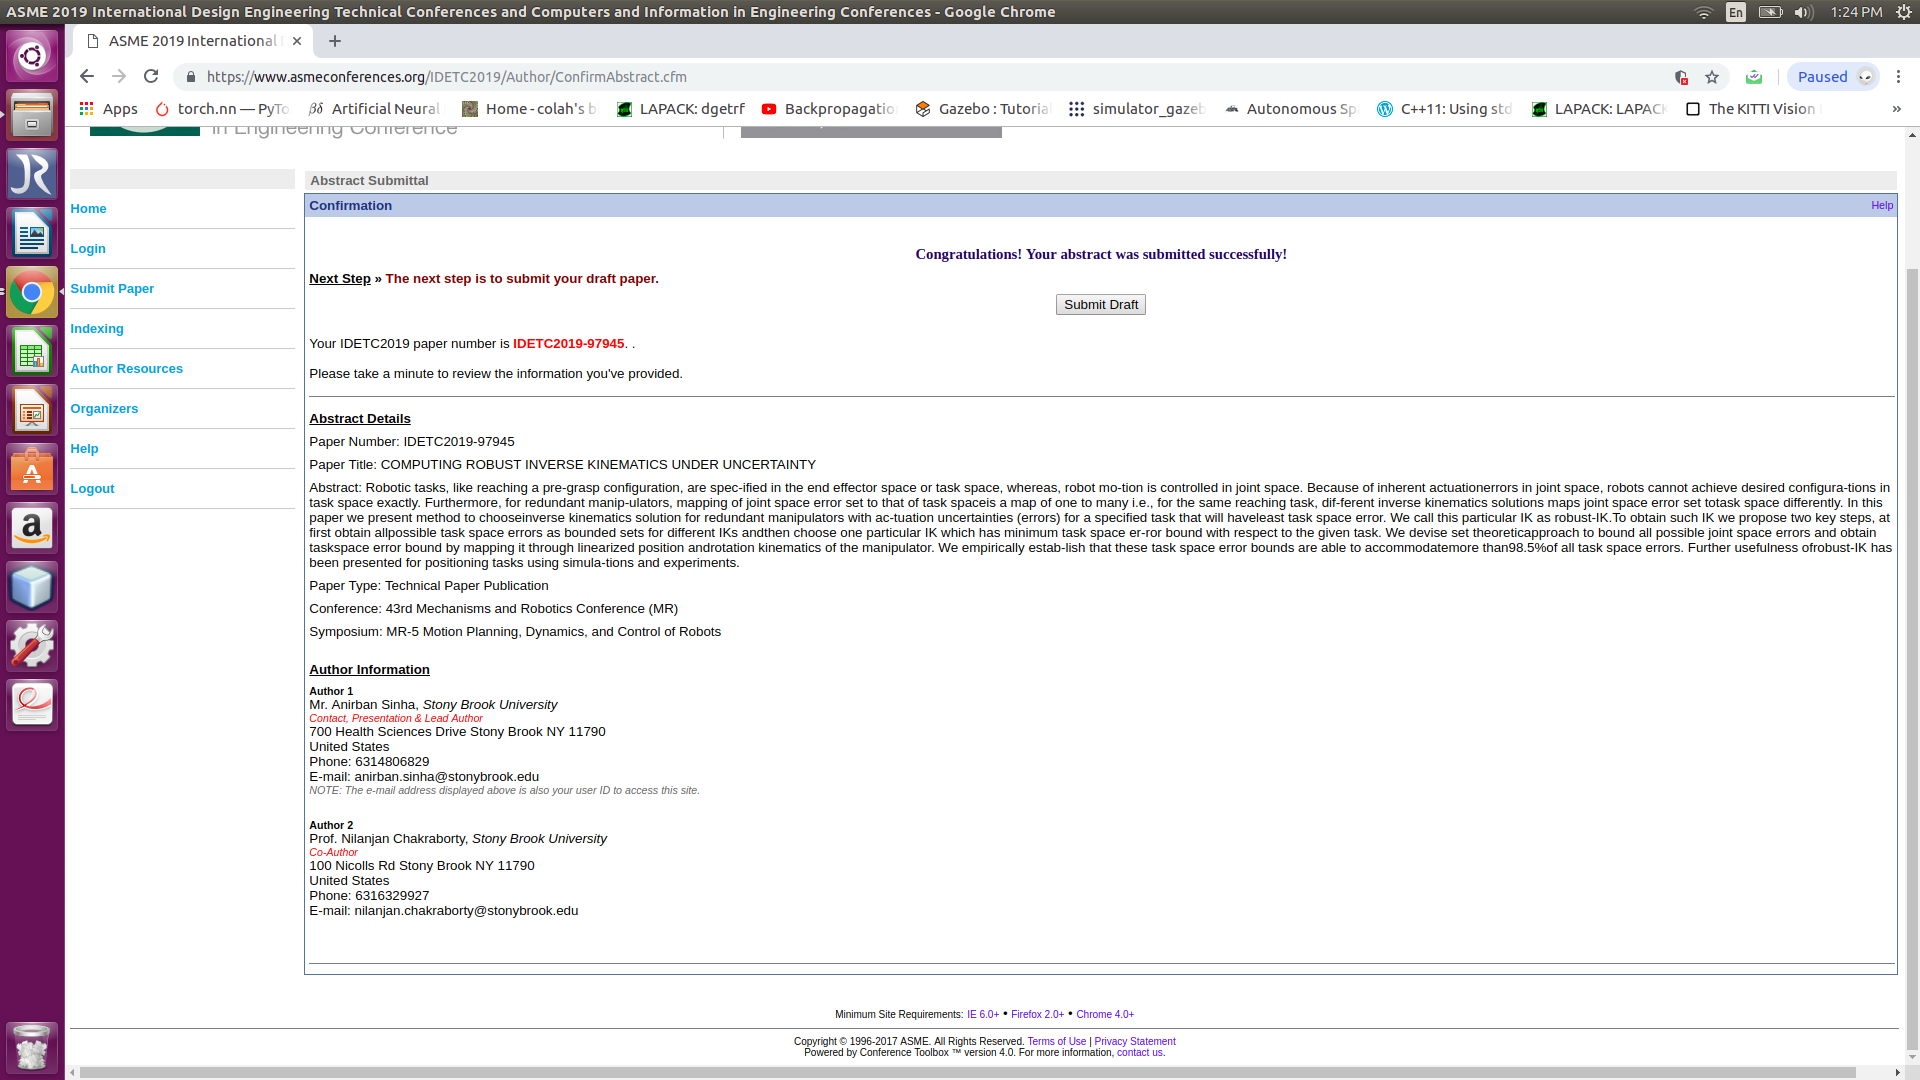 ASME 2019 International Design Engineering Technical Conferences and Computers and Information in Engineering Conferences - Google Chrome
En
1:24 PM
ASME 2019 International
https://www.asmeconferences.org/IDETC2019/Author/ConfirmAbstract.cfm
Paused
Apps
torch.nn — PyTo
βδ Artificial Neural
Home - colah's b
LAPACK: dgetrf
Backpropagatio
Gazebo : Tutoria
simulator_gazeb
Autonomous Sp
C++11: Using std
LAPACK: LAPACK
The KITTI Vision
»
in Engineering Conference
Abstract Submittal
Confirmation
Help
Home
Login
Submit Paper
Indexing
Author Resources
Organizers
Help
Logout
Congratulations! Your abstract was submitted successfully!
Next Step » The next step is to submit your draft paper.
Submit Draft
Your IDETC2019 paper number is IDETC2019-97945. .
Please take a minute to review the information you've provided.
Abstract Details
Paper Number: IDETC2019-97945
Paper Title: COMPUTING ROBUST INVERSE KINEMATICS UNDER UNCERTAINTY
Abstract: Robotic tasks, like reaching a pre-grasp configuration, are spec-ified in the end effector space or task space, whereas, robot mo-tion is controlled in joint space. Because of inherent actuationerrors in joint space, robots cannot achieve desired configura-tions in
task space exactly. Furthermore, for redundant manip-ulators, mapping of joint space error set to that of task spaceis a map of one to many i.e., for the same reaching task, dif-ferent inverse kinematics solutions maps joint space error set totask space differently. In this
paper we present method to chooseinverse kinematics solution for redundant manipulators with ac-tuation uncertainties (errors) for a specified task that will haveleast task space error. We call this particular IK as robust-IK.To obtain such IK we propose two key steps, at
first obtain allpossible task space errors as bounded sets for different IKs andthen choose one particular IK which has minimum task space er-ror bound with respect to the given task. We devise set theoreticapproach to bound all possible joint space errors and obtain
taskspace error bound by mapping it through linearized position androtation kinematics of the manipulator. We empirically estab-lish that these task space error bounds are able to accommodatemore than98.5%of all task space errors. Further usefulness ofrobust-IK has
been presented for positioning tasks using simula-tions and experiments.
Paper Type: Technical Paper Publication
Conference: 43rd Mechanisms and Robotics Conference (MR)
Symposium: MR-5 Motion Planning, Dynamics, and Control of Robots
Author Information
Author 1
Mr. Anirban Sinha, Stony Brook University
Contact, Presentation & Lead Author
700 Health Sciences Drive Stony Brook NY 11790
United States
Phone: 6314806829
E-mail: anirban.sinha@stonybrook.edu
NOTE: The e-mail address displayed above is also your user ID to access this site.
Author 2
Prof. Nilanjan Chakraborty, Stony Brook University
Co-Author
100 Nicolls Rd Stony Brook NY 11790
United States
Phone: 6316329927
E-mail: nilanjan.chakraborty@stonybrook.edu
Minimum Site Requirements: IE 6.0+ • Firefox 2.0+ • Chrome 4.0+
Copyright © 1996-2017 ASME. All Rights Reserved. Terms of Use | Privacy Statement
Powered by Conference Toolbox ™ version 4.0. For more information, contact us.